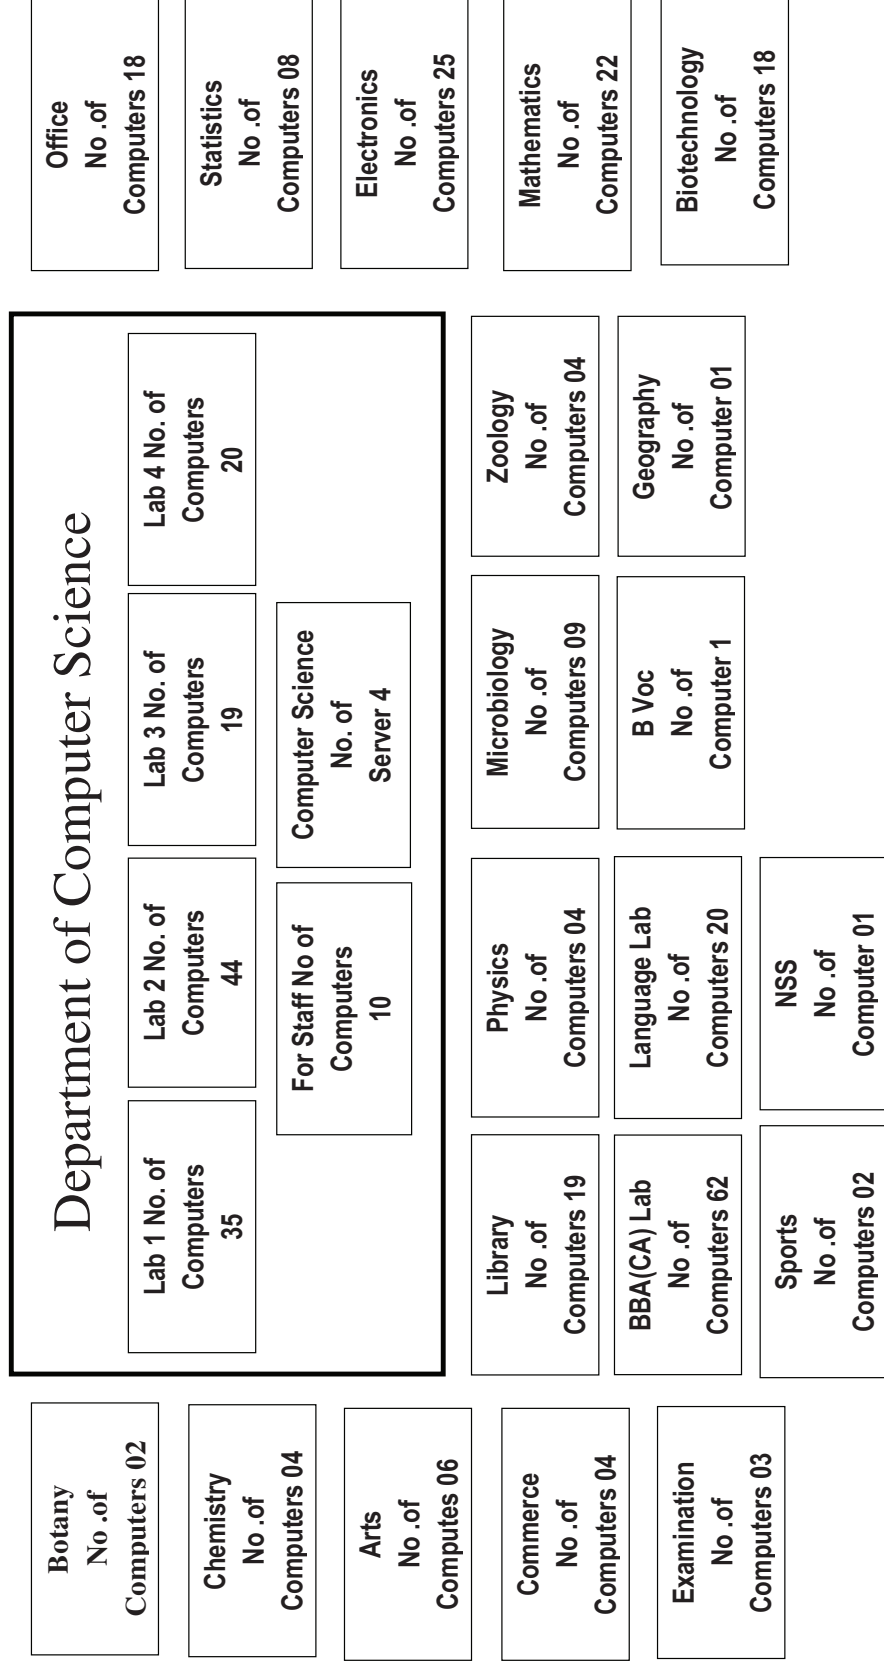 Botany
No .of
Computers 02
Chemistry
No .of
Computers 04
Arts
No .of
Computes 06
Commerce
No .of
Computers 04
Examination
No .of
Computers 03
Department of Computer Science
Lab 1 No. of
Computers
35
Lab 2 No. of
Computers
44
Lab 3 No. of
Computers
19
Lab 4 No. of
Computers
20
For Staff No of
Computers
10
Computer Science
No. of
Server 4
Library
No .of
Computers 19
Physics
No .of
Computers 04
Microbiology
No .of
Computers 09
Zoology
No .of
Computers 04
BBA(CA) Lab
No .of
Computers 62
Language Lab
No .of
Computers 20
B Voc
No .of
Computer 1
Geography
No .of
Computer 01
Sports
No .of
Computers 02
NSS
No .of
Computer 01
Office
No .of
Computers 18
Statistics
No .of
Computers 08
Electronics
No .of
Computers 25
Mathematics
No .of
Computers 22
Biotechnology
No .of
Computers 18